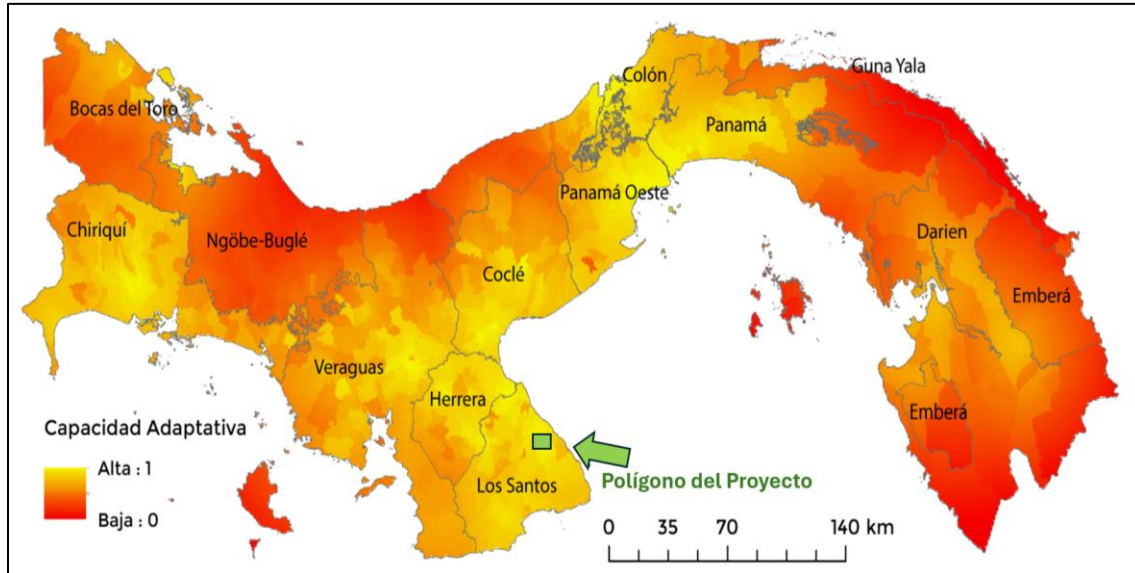 Guna Yala
Colón
Bocas del Toro
Panamá
Panamá Oeste
Chiriquí
Ngöbe-Buglé
Darien
Coclé
Emberá
Veraguas
Herrera
Emberá
Capacidad Adaptativa
Alta : 1
Baja : 0
Los Santos
Polígono del Proyecto
0 35 70 140 km